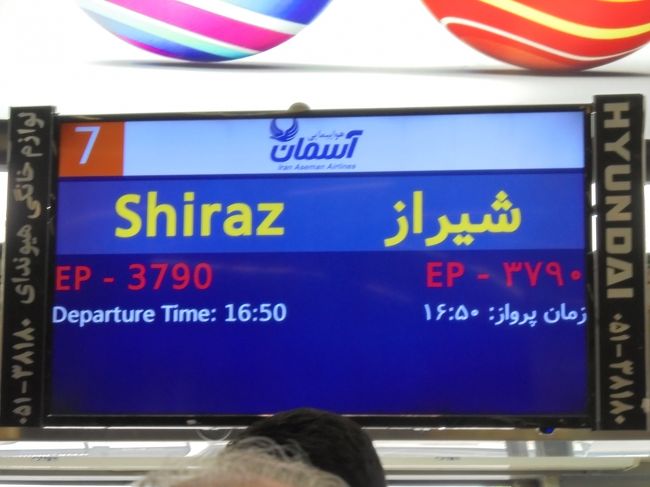 7
هواپیمایی
آسمان
Iran Aseman Airlines
Shiraz شیراز
EP - 3790 EP - ۳۷۹۰
Departure Time: 16:50 زمان پرواز: ۱۶:۵۰
لوازم خانگی هیوندای ۰۵۱-۳۸۱۸۰
HYUNDAI ۰۵۱-۳۸۱۸۰